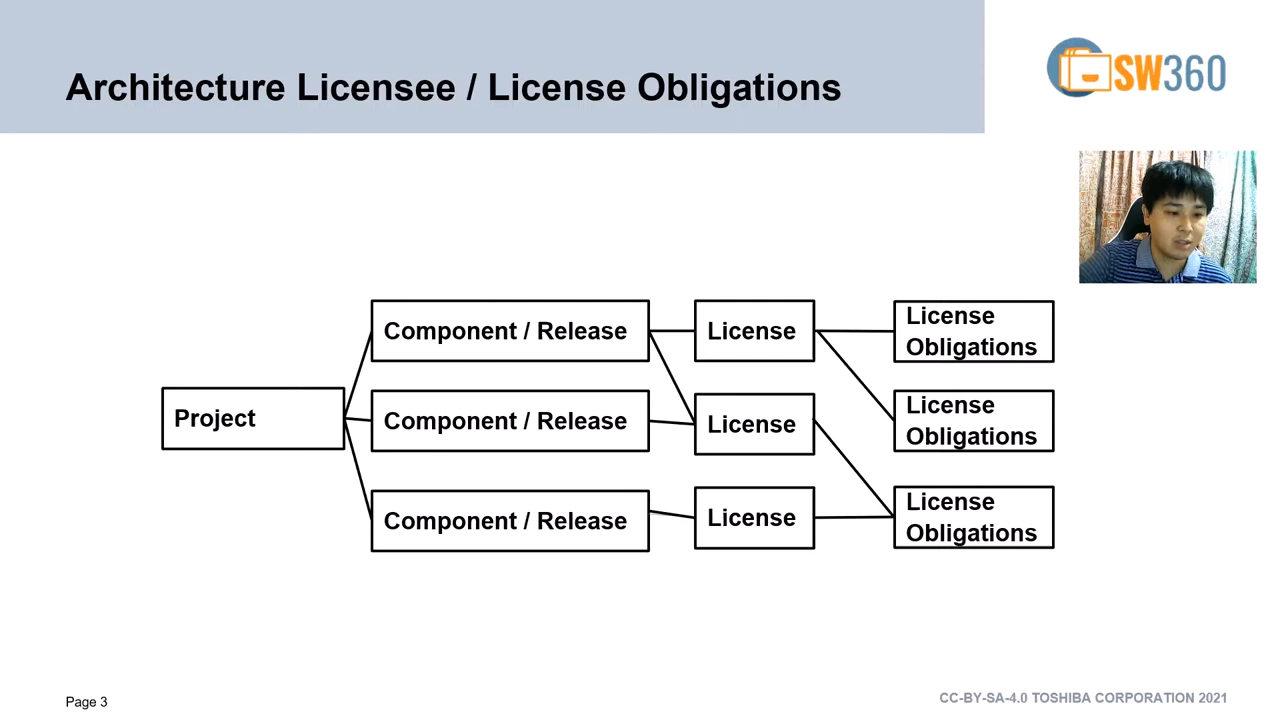 Architecture Licensee / License Obligations
SW360
Component / Release
License
License
Obligations
Project
Component / Release
License
License
Obligations
Component / Release
License
License
Obligations
Page 3
CC-BY-SA-4.0 TOSHIBA CORPORATION 2021